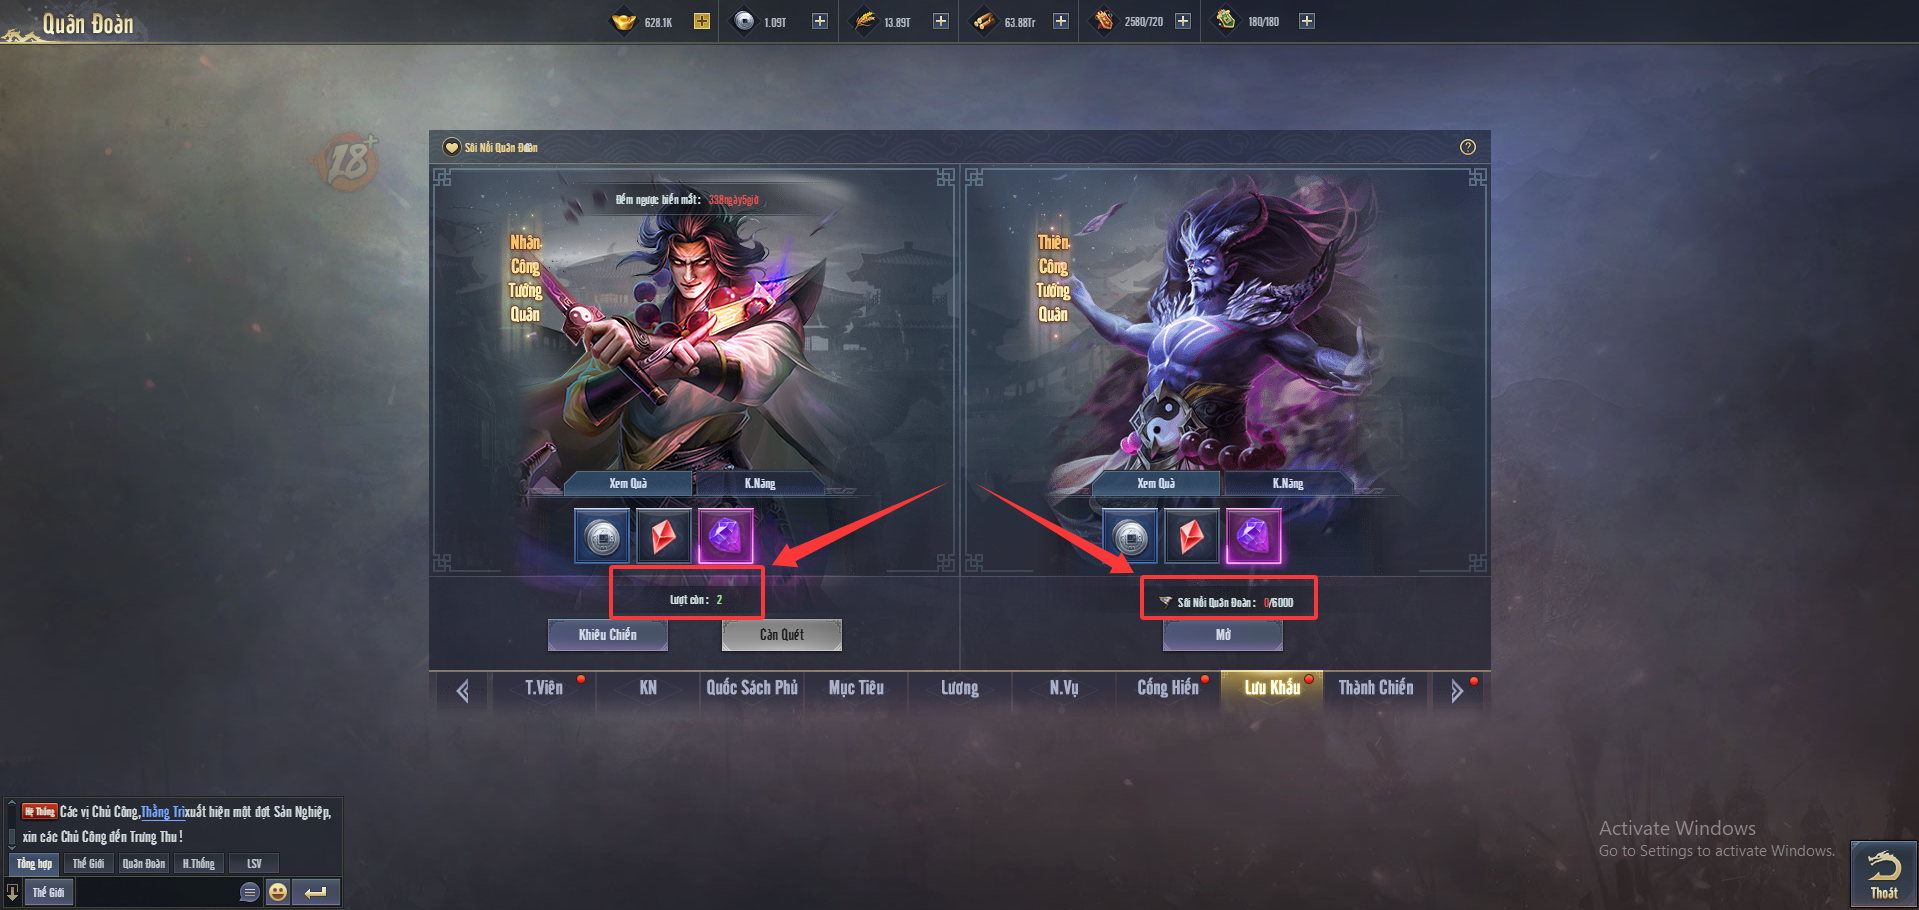 Quân Đoàn
628.1K
1.09T
13.89T
63.88Tr
2580/720
180/180
18+
Sôi Nổi Quân Đoàn
?
Đếm ngược biến mất: 338ngày5giờ
Nhân
Công
Tướng
Quân
Xem Quà
K.Năng
Lượt còn: 2
Khiêu Chiến
Càn Quét
Thiên
Công
Tướng
Quân
Xem Quà
K.Năng
Sôi Nổi Quân Đoàn: 0/6000
Mở
T.Viên
KN
Quốc Sách Phủ
Mục Tiêu
Lương
N.Vụ
Cống Hiến
Lưu Khấu
Thành Chiến
Hệ Thống Các vị Chủ Công,Thằng Trìxuất hiện một đợt Sản Nghiệp,
xin các Chủ Công đến Trưng Thu !
Tổng hợp
Thế Giới
Quân Đoàn
H.Thống
LSV
Thế Giới
Activate Windows
Go to Settings to activate Windows.
Thoát